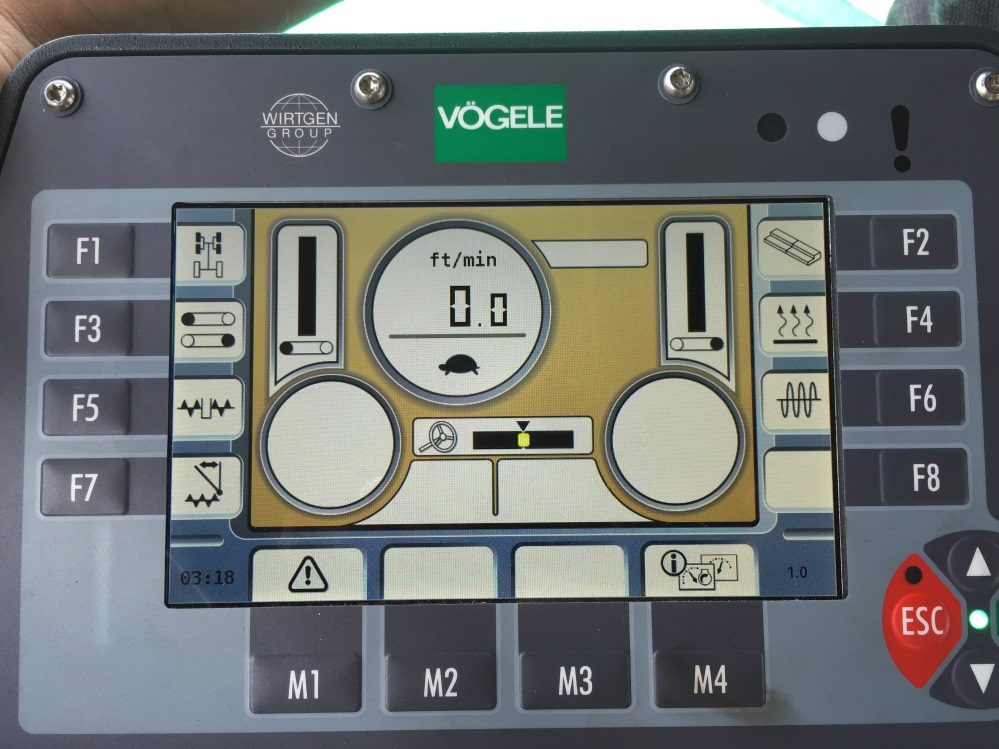 WIRTGEN
GROUP
VÖGELE
F1
F2
ft/min
0.0
F3
F4
F5
F6
F7
F8
03:18
1.0
ESC
M1
M2
M3
M4